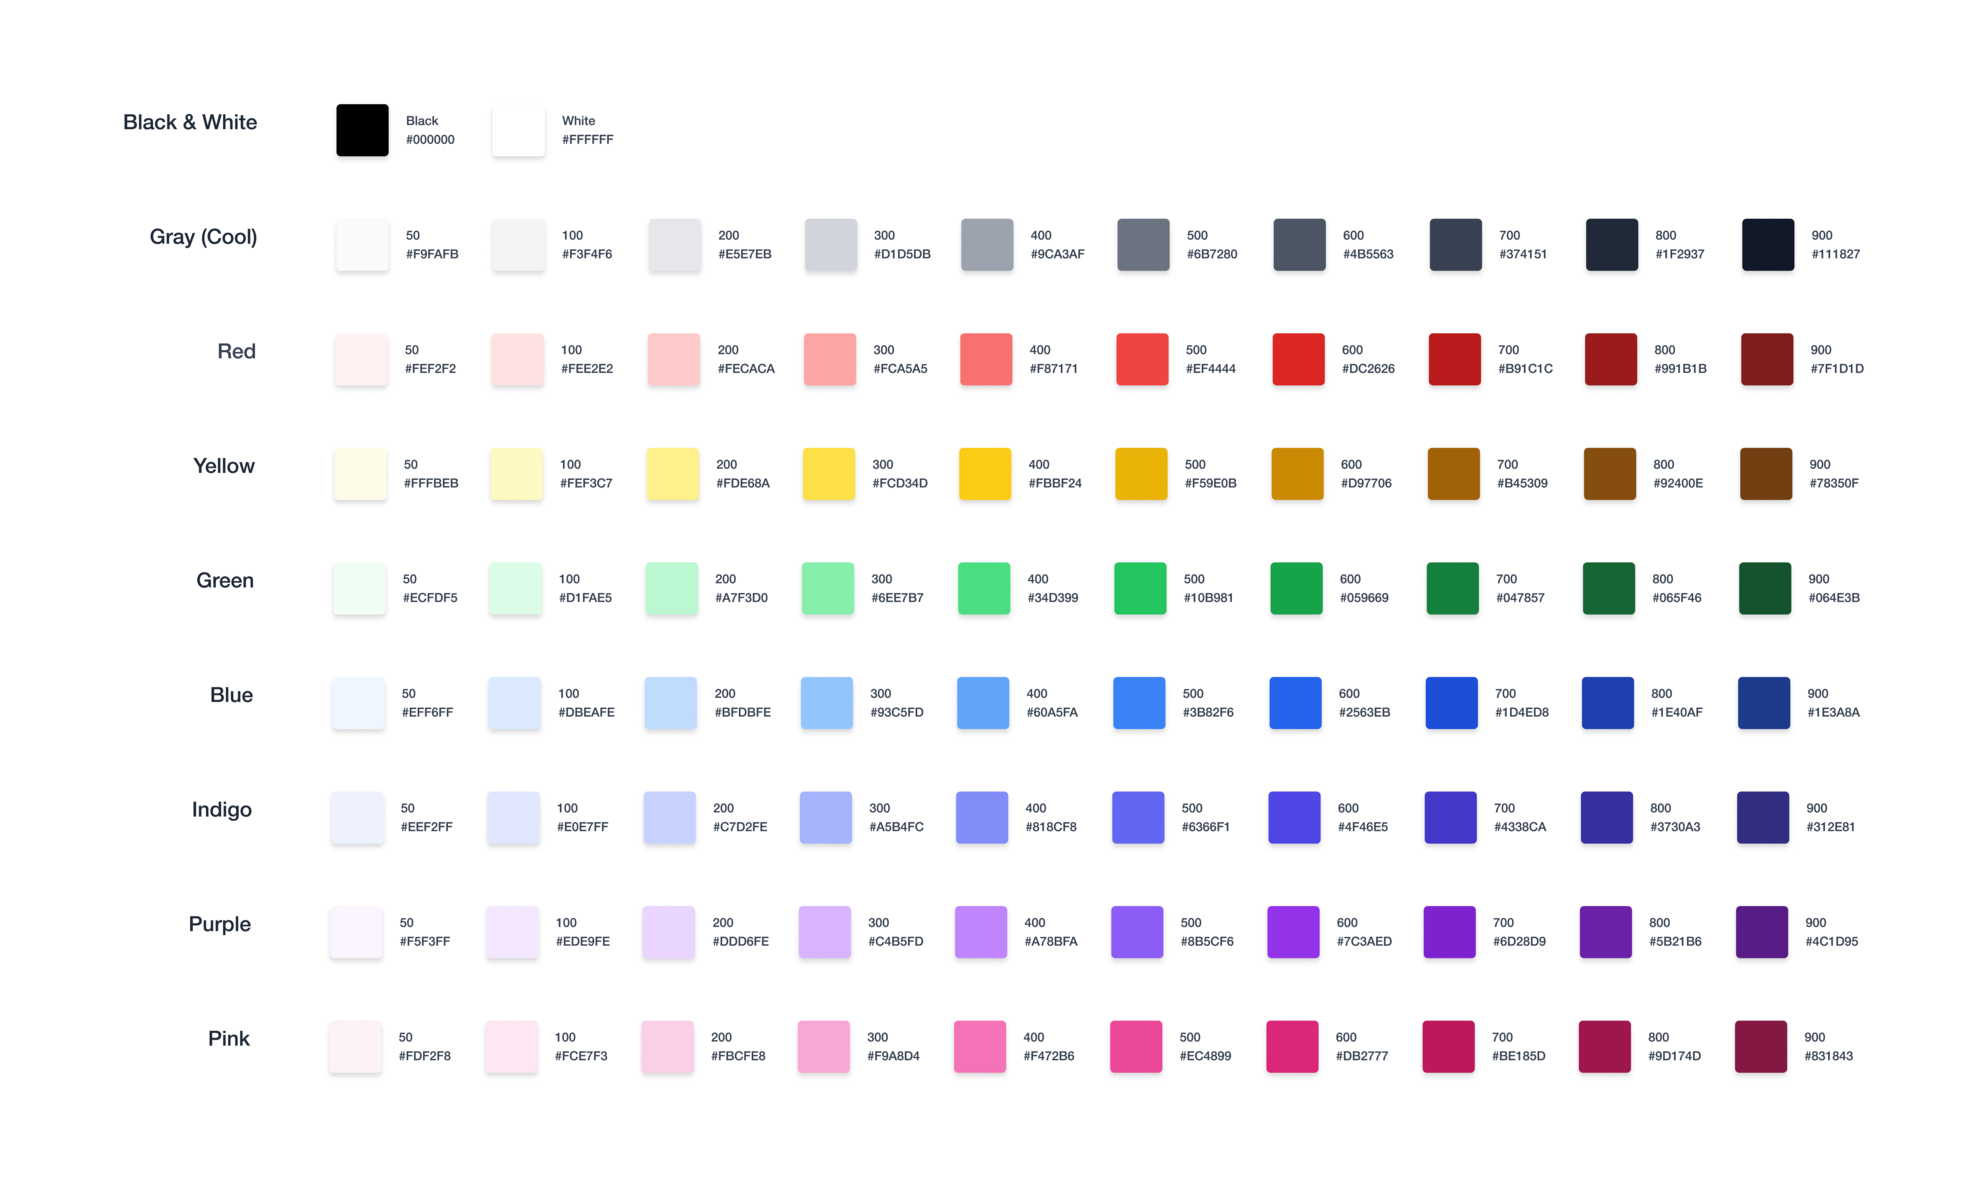 Black & White
Black
#000000
White
#FFFFFF
Gray (Cool)
50
#F9FAFB
100
#F3F4F6
200
#E5E7EB
300
#D1D5DB
400
#9CA3AF
500
#6B7280
600
#4B5563
700
#374151
800
#1F2937
900
#111827
Red
50
#FEF2F2
100
#FEE2E2
200
#FECACA
300
#FCA5A5
400
#F87171
500
#EF4444
600
#DC2626
700
#B91C1C
800
#991B1B
900
#7F1D1D
Yellow
50
#FFFBEB
100
#FEF3C7
200
#FDE68A
300
#FCD34D
400
#FBBF24
500
#F59E0B
600
#D97706
700
#B45309
800
#92400E
900
#78350F
Green
50
#ECFDF5
100
#D1FAE5
200
#A7F3D0
300
#6EE7B7
400
#34D399
500
#10B981
600
#059669
700
#047857
800
#065F46
900
#064E3B
Blue
50
#EFF6FF
100
#DBEAFE
200
#BFDBFE
300
#93C5FD
400
#60A5FA
500
#3B82F6
600
#2563EB
700
#1D4ED8
800
#1E40AF
900
#1E3A8A
Indigo
50
#EEF2FF
100
#E0E7FF
200
#C7D2FE
300
#A5B4FC
400
#818CF8
500
#6366F1
600
#4F46E5
700
#4338CA
800
#3730A3
900
#312E81
Purple
50
#F5F3FF
100
#EDE9FE
200
#DDD6FE
300
#C4B5FD
400
#A78BFA
500
#8B5CF6
600
#7C3AED
700
#6D28D9
800
#5B21B6
900
#4C1D95
Pink
50
#FDF2F8
100
#FCE7F3
200
#FBCFE8
300
#F9A8D4
400
#F472B6
500
#EC4899
600
#DB2777
700
#BE185D
800
#9D174D
900
#831843